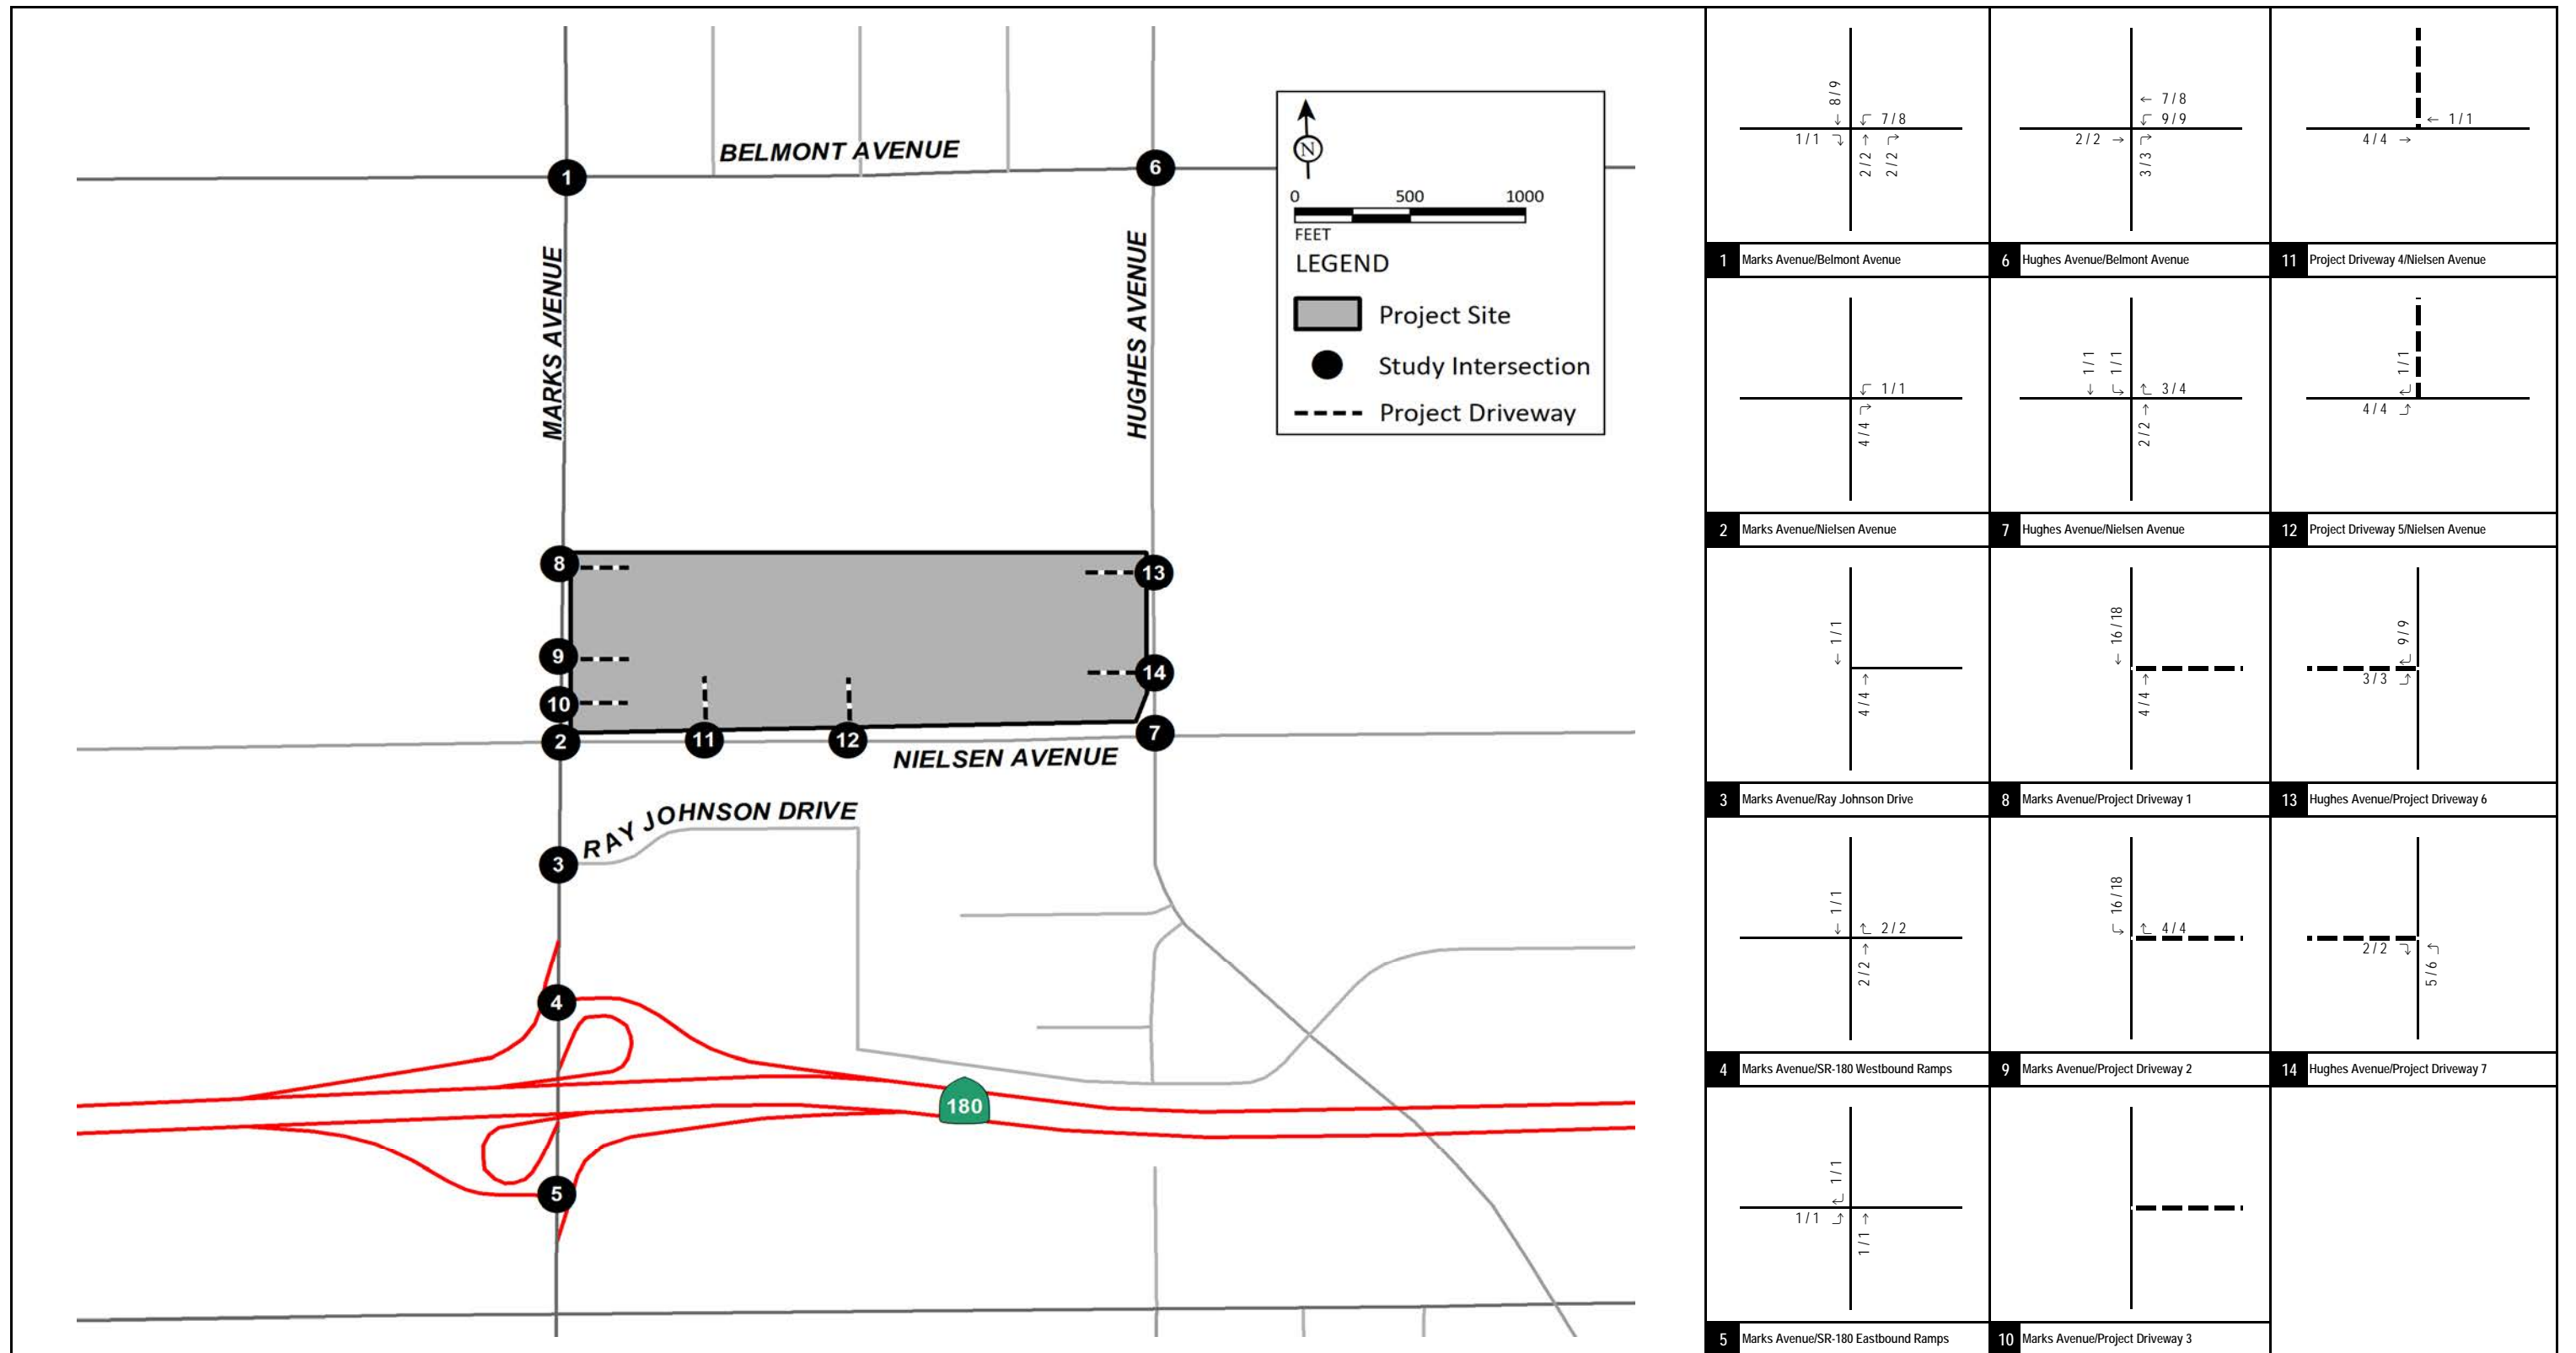 BELMONT AVENUE
1
6
MARKS AVENUE
HUGHES AVENUE
N
0 500 1000
FEET
LEGEND
Project Site
Study Intersection
Project Driveway
8
13
9
14
10
2
11
12
7
NIELSEN AVENUE
RAY JOHNSON DRIVE
3
4
180
5
8 / 9
← 7 / 8
7 / 8
9 / 9
← 1 / 1
1 / 1
2 / 2 →
4 / 4 →
2 / 2
2 / 2
3 / 3
1 Marks Avenue/Belmont Avenue
6 Hughes Avenue/Belmont Avenue
11 Project Driveway 4/Nielsen Avenue
1 / 1
1 / 1
1 / 1
1 / 1
3 / 4
4 / 4
4 / 4
2 / 2
2 Marks Avenue/Nielsen Avenue
7 Hughes Avenue/Nielsen Avenue
12 Project Driveway 5/Nielsen Avenue
1 / 1
16 / 18
9 / 9
4 / 4
4 / 4
3 / 3
3 Marks Avenue/Ray Johnson Drive
8 Marks Avenue/Project Driveway 1
13 Hughes Avenue/Project Driveway 6
1 / 1
2 / 2
16 / 18
4 / 4
2 / 2
2 / 2
5 / 6
4 Marks Avenue/SR-180 Westbound Ramps
9 Marks Avenue/Project Driveway 2
14 Hughes Avenue/Project Driveway 7
1 / 1
1 / 1
1 / 1
5 Marks Avenue/SR-180 Eastbound Ramps
10 Marks Avenue/Project Driveway 3